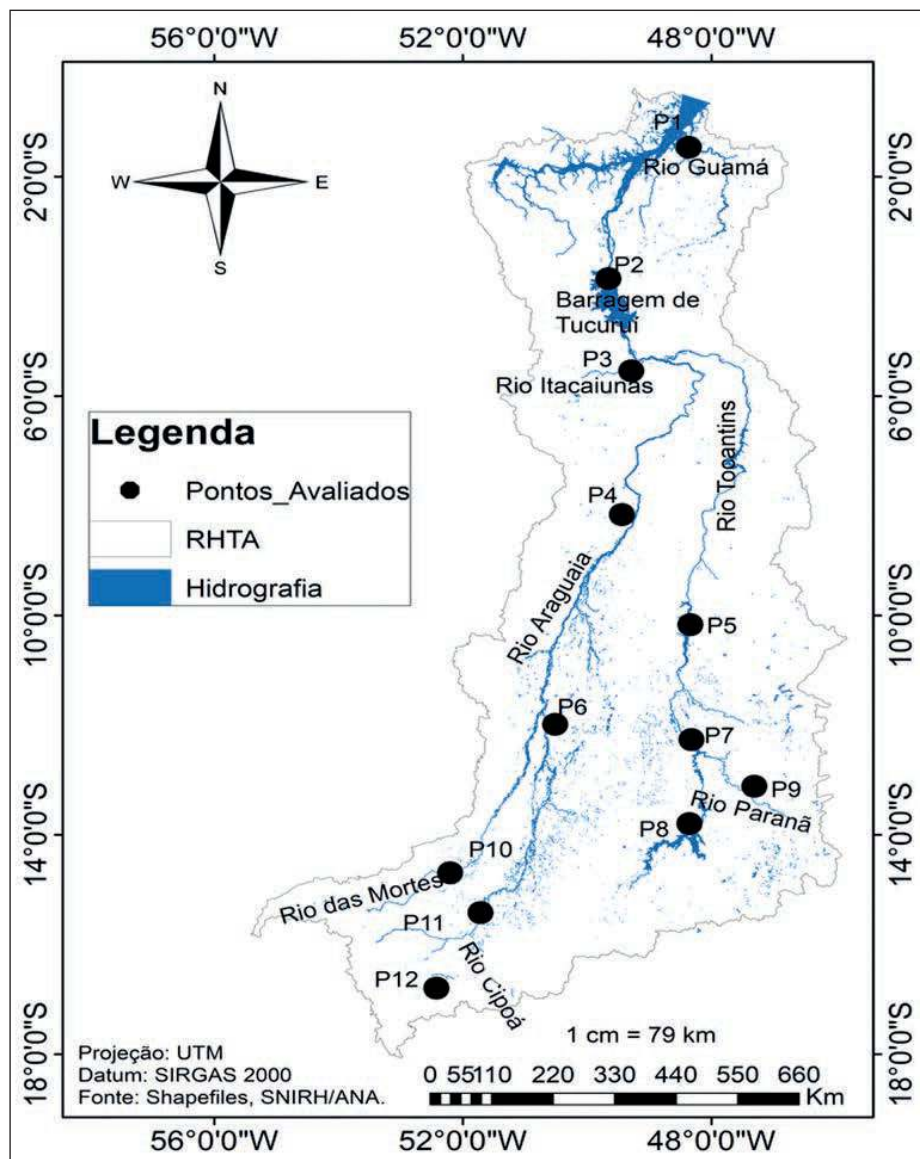 56°0'0"W 52°0'0"W 48°0'0"W
N
W E
S
2°0'0"S
6°0'0"S
10°0'0"S
14°0'0"S
18°0'0"S
P1
Rio Guamá
P2
Barragem de
Tucuruí
P3
Rio Itacaiunas
Rio Tocantins
Legenda
Pontos_Avaliados
RHTA
Hidrografia
P4
Rio Araguaia
P5
P6
P7
P9
Rio Paranã
P8
P10
Rio das Mortes
P11
Rio Cipoá
P12
1 cm = 79 km
Projeção: UTM
Datum: SIRGAS 2000
Fonte: Shapefiles, SNIRH/ANA.
0 55110 220 330 440 550 660
Km
2°0'0"S
6°0'0"S
10°0'0"S
14°0'0"S
18°0'0"S
56°0'0"W 52°0'0"W 48°0'0"W